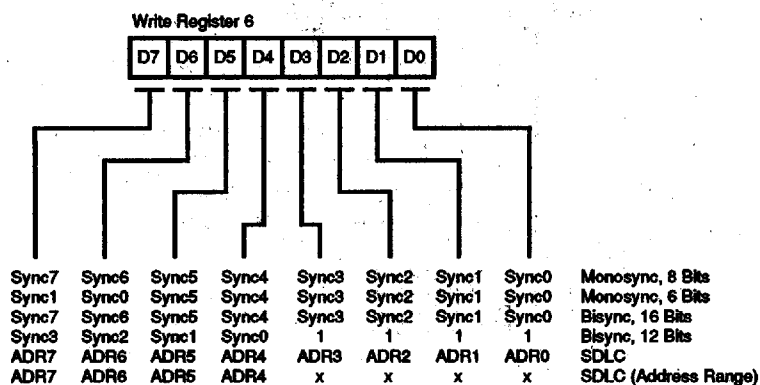 Write Register 6
D7 D6 D5 D4 D3 D2 D1 D0
Sync7 Sync6 Sync5 Sync4 Sync3 Sync2 Sync1 Sync0 Monosync, 8 Bits
Sync1 Sync0 Sync5 Sync4 Sync3 Sync2 Sync1 Sync0 Monosync, 6 Bits
Sync7 Sync6 Sync5 Sync4 Sync3 Sync2 Sync1 Sync0 Bisync, 16 Bits
Sync3 Sync2 Sync1 Sync0 1 1 1 1 Bisync, 12 Bits
ADR7 ADR6 ADR5 ADR4 ADR3 ADR2 ADR1 ADR0 SDLC
ADR7 ADR6 ADR5 ADR4 x x x x SDLC (Address Range)